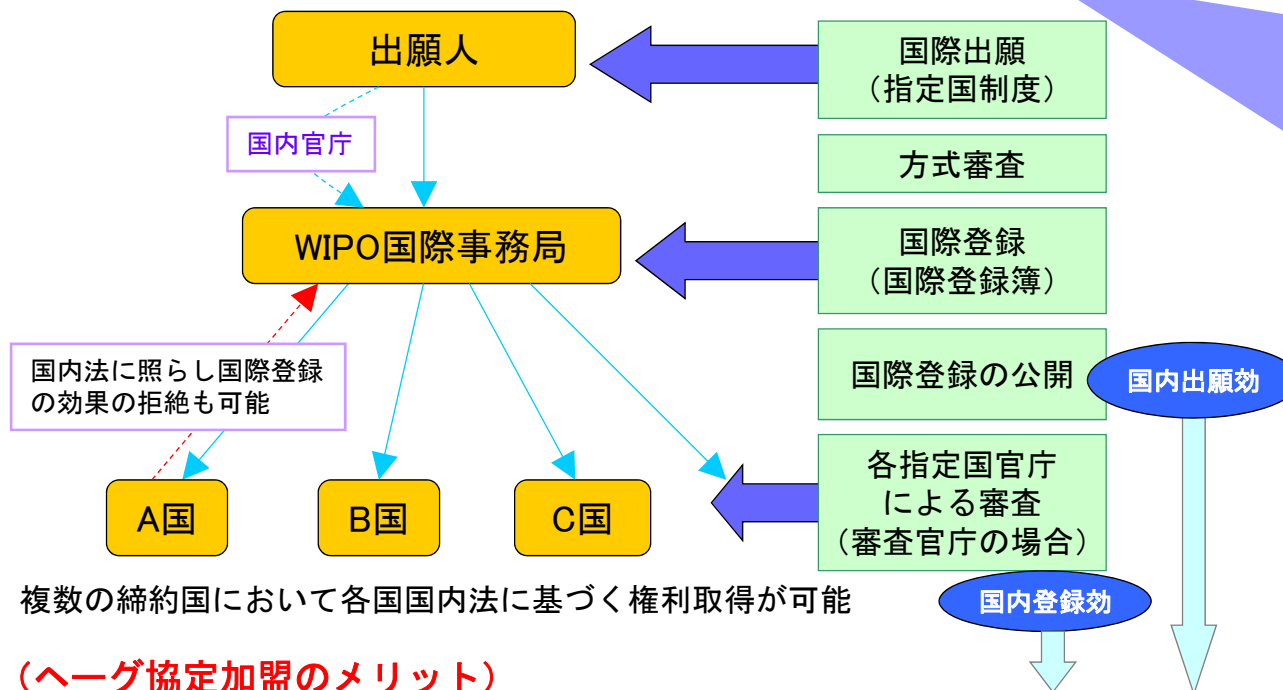 出願人
国際出願
（指定国制度）
国内官庁
方式審査
WIPO国際事務局
国際登録
（国際登録簿）
国内法に照らし国際登録
の効果の拒絶も可能
国際登録の公開
国内出願効
A国
B国
C国
各指定国官庁
による審査
（審査官庁の場合）
複数の締約国において各国国内法に基づく権利取得が可能
国内登録効
（ヘーグ協定加盟のメリット）